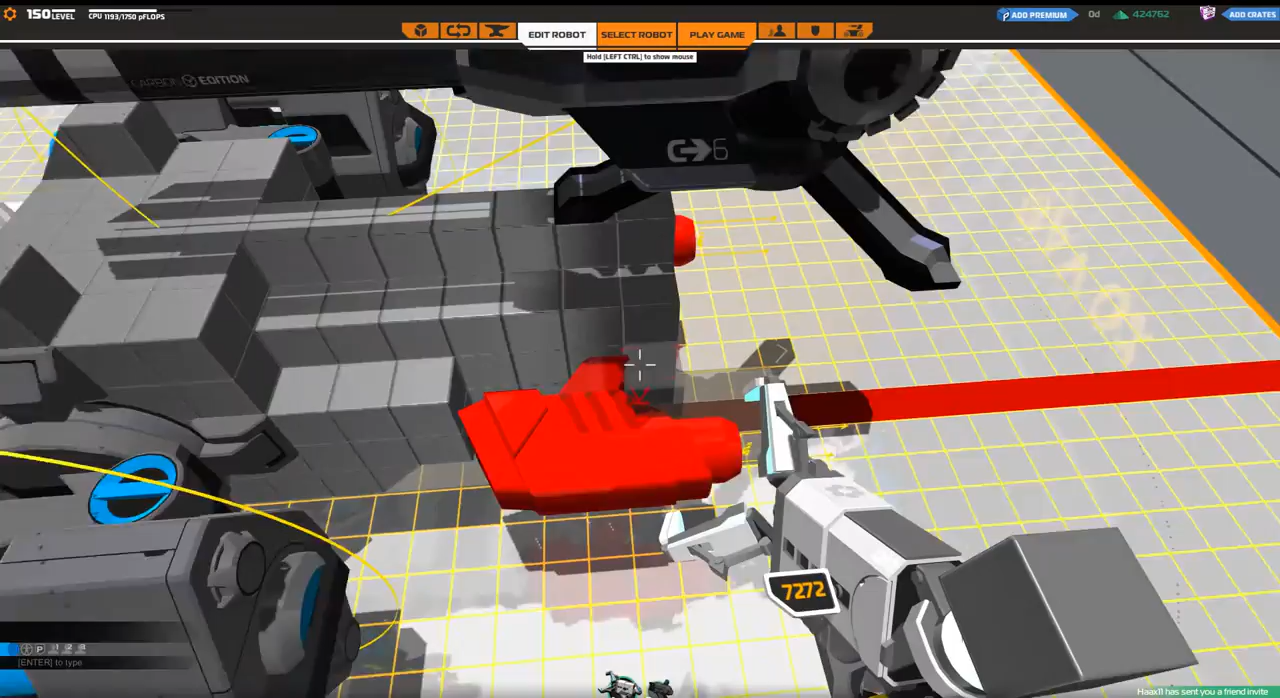 150 LEVEL
CPU 1193/1750 pFLOPS
EDIT ROBOT
SELECT ROBOT
PLAY GAME
ADD PREMIUM
0d
424762
ADD CRATES
Hold [LEFT CTRL] to show mouse
CARBON EDITION
6
7272
P
[ENTER] to type
Haax11 has sent you a friend invite